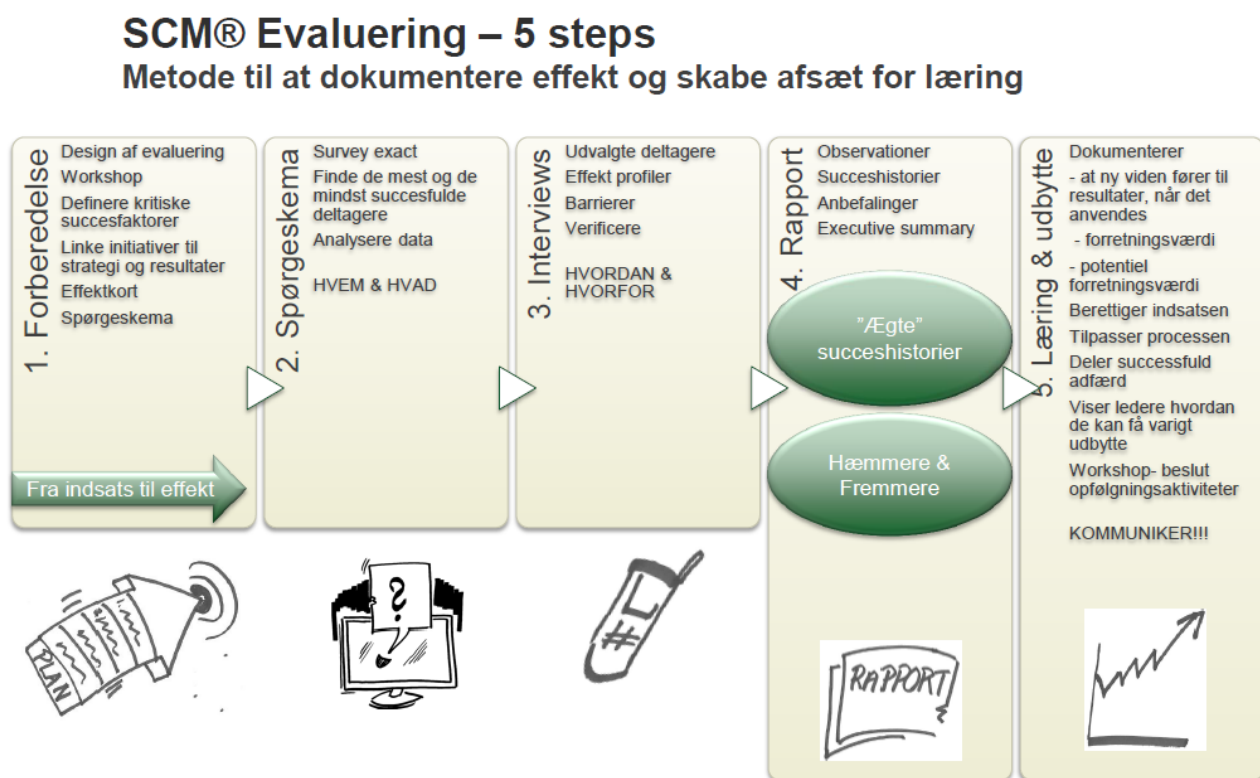 SCM® Evaluering – 5 steps
Metode til at dokumentere effekt og skabe afsæt for læring
1. Forberedelse
Design af evaluering
Workshop
Definere kritiske
succesfaktorer
Linke initiativer til
strategi og resultater
Effektkort
Spørgeskema
Fra indsats til effekt
PLAN
2. Spørgeskema
Survey exact
Finde de mest og de
mindst succesfulde
deltagere
Analysere data
HVEM & HVAD
?
3. Interviews
Udvalgte deltagere
Effekt profiler
Barrierer
Verificere
HVORDAN &
HVORFOR
#
4. Rapport
Observationer
Succeshistorier
Anbefalinger
Executive summary
"Ægte"
succeshistorier
Hæmmere &
Fremmere
RAPPORT
5. Læring & udbytte
Dokumenterer
- at ny viden fører til
resultater, når det
anvendes
- forretningsværdi
- potentiel
forretningsværdi
Berettiger indsatsen
Tilpasser processen
Deler successfuld
adfærd
Viser ledere hvordan
de kan få varigt
udbytte
Workshop- beslut
opfølgningsaktiviteter
KOMMUNIKER!!!